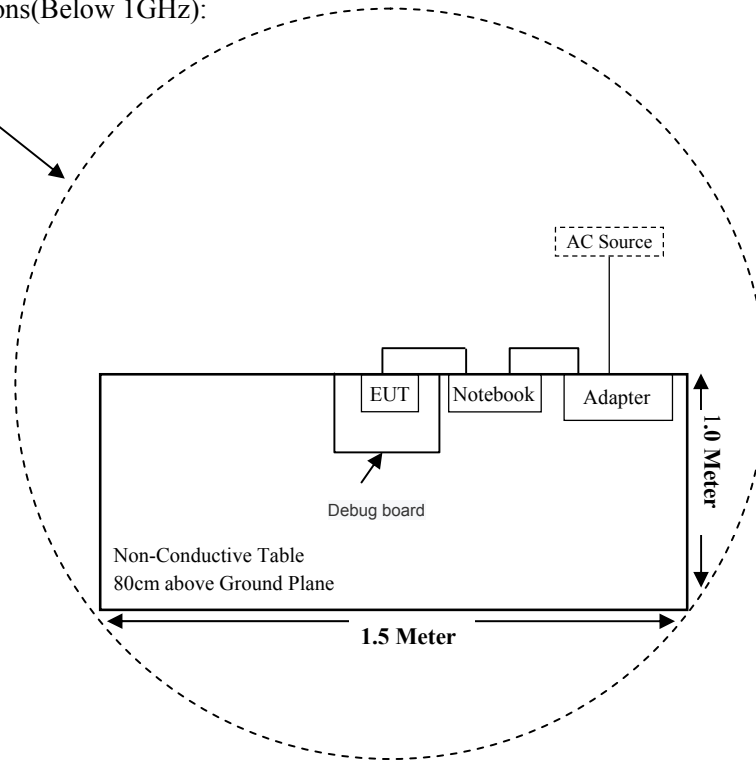 ons(Below 1GHz):
AC Source
EUT
Notebook
Adapter
1.0 Meter
Debug board
Non-Conductive Table
80cm above Ground Plane
1.5 Meter